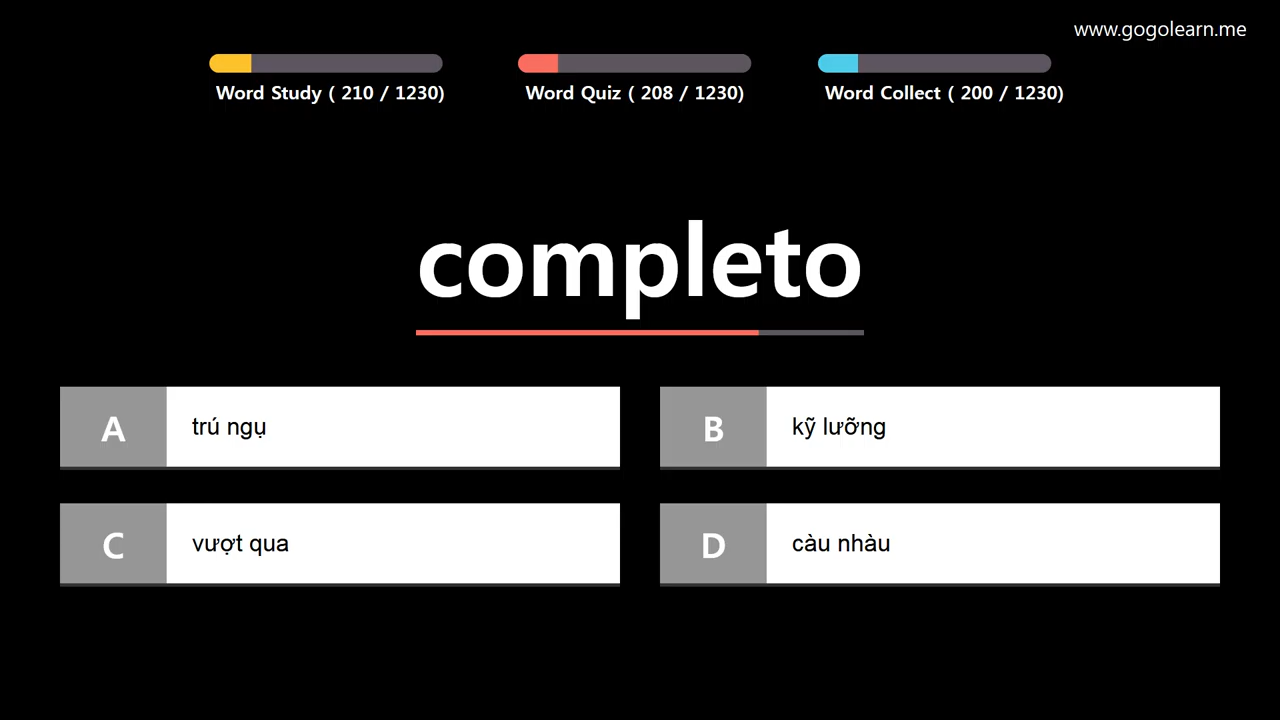 www.gogolearn.me
Word Study ( 210 / 1230)
Word Quiz ( 208 / 1230)
Word Collect ( 200 / 1230)
completo
A trú ngụ
B kỹ lưỡng
C vượt qua
D càu nhàu